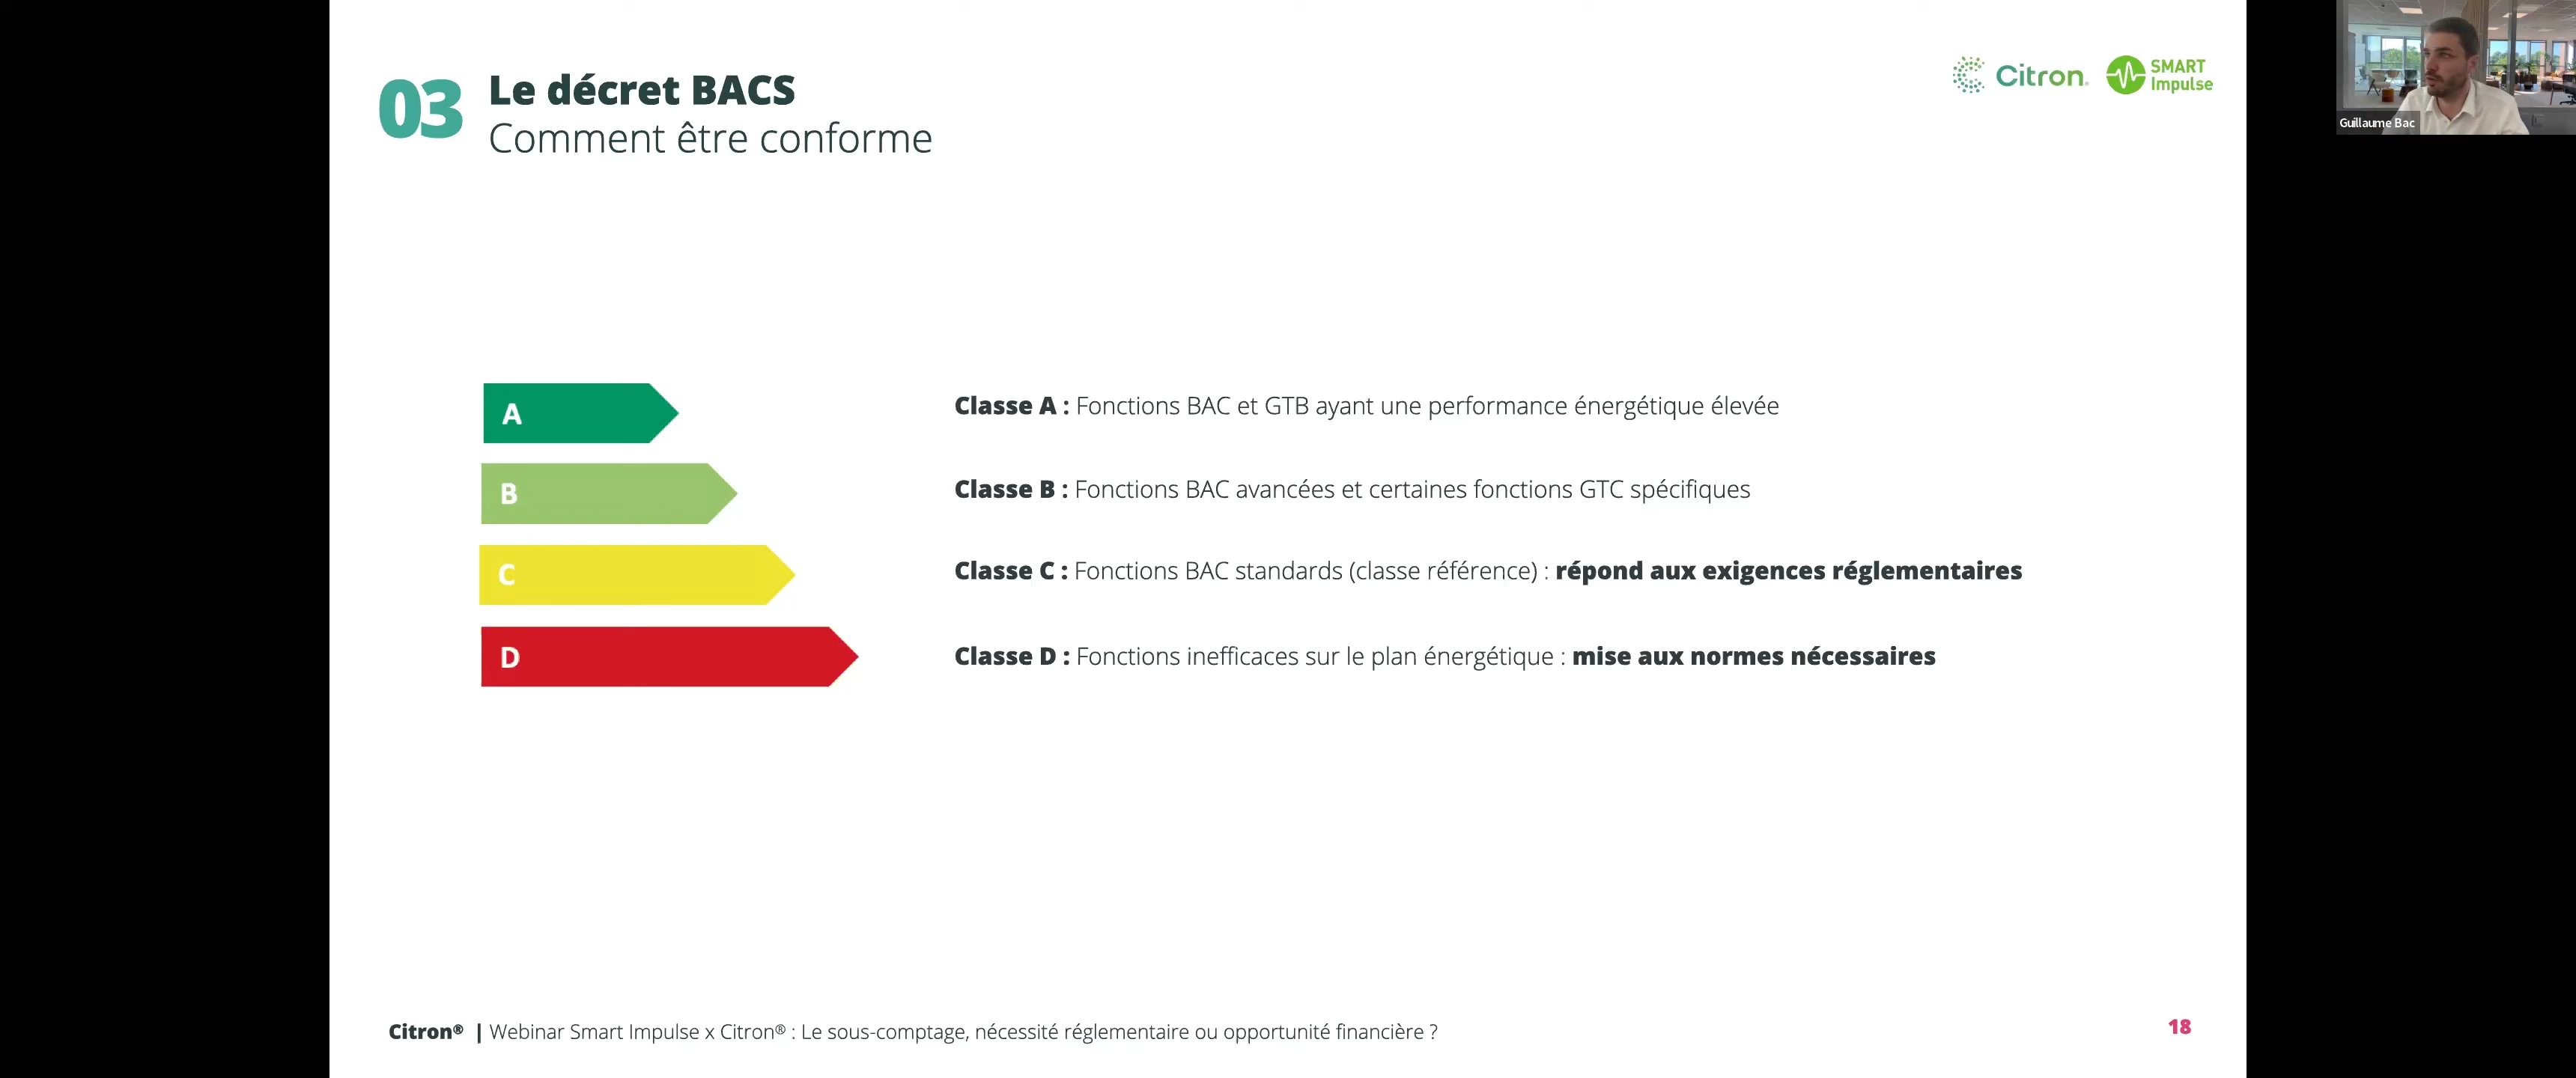 03
Le décret BACS
Comment être conforme
Citron®
SMART
Impulse
Guillaume Bac
A
Classe A : Fonctions BAC et GTB ayant une performance énergétique élevée
B
Classe B : Fonctions BAC avancées et certaines fonctions GTC spécifiques
C
Classe C : Fonctions BAC standards (classe référence) : répond aux exigences réglementaires
D
Classe D : Fonctions inefficaces sur le plan énergétique : mise aux normes nécessaires
Citron® | Webinar Smart Impulse x Citron® : Le sous-comptage, nécessité réglementaire ou opportunité financière ?
18